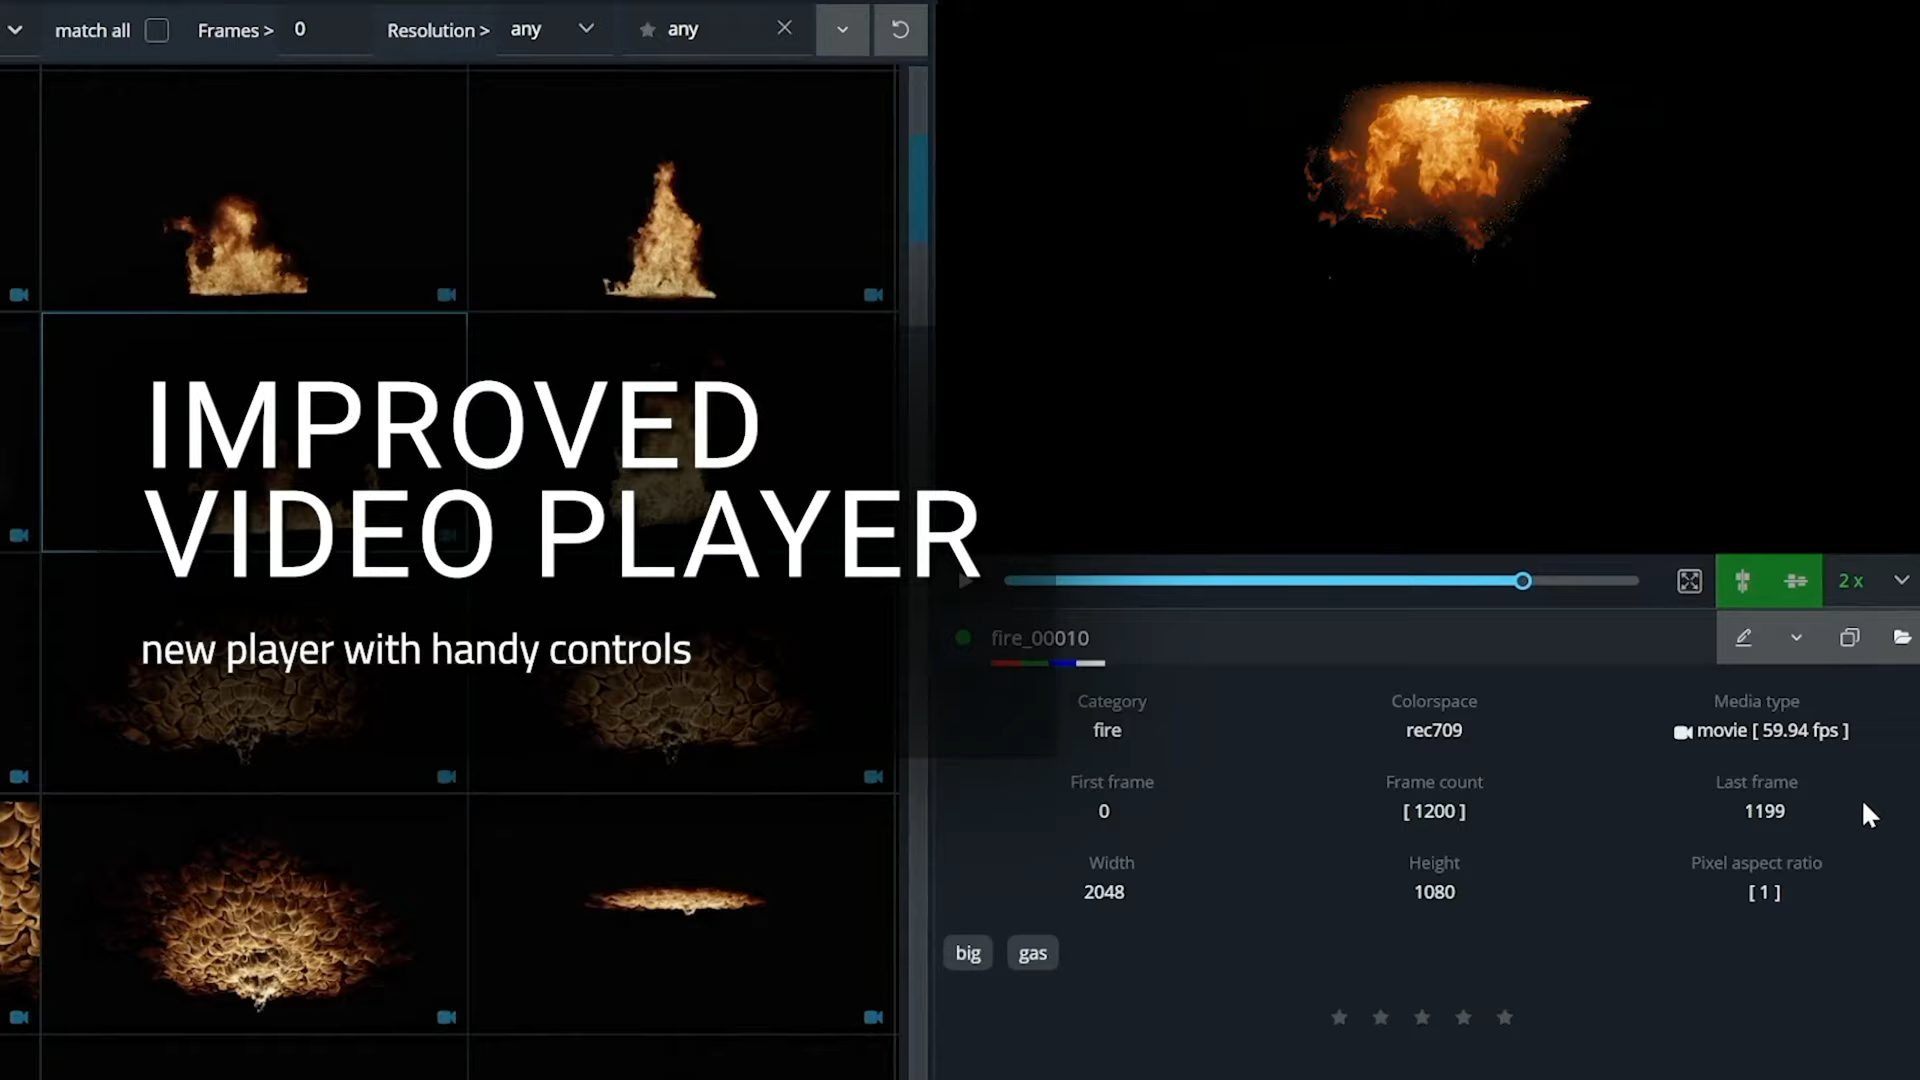 match all
Frames > 0
Resolution > any
any
IMPROVED
VIDEO PLAYER
new player with handy controls
2 x
fire_00010
Category
fire
Colorspace
rec709
Media type
movie [ 59.94 fps ]
First frame
0
Frame count
[ 1200 ]
Last frame
1199
Width
2048
Height
1080
Pixel aspect ratio
[ 1 ]
big
gas